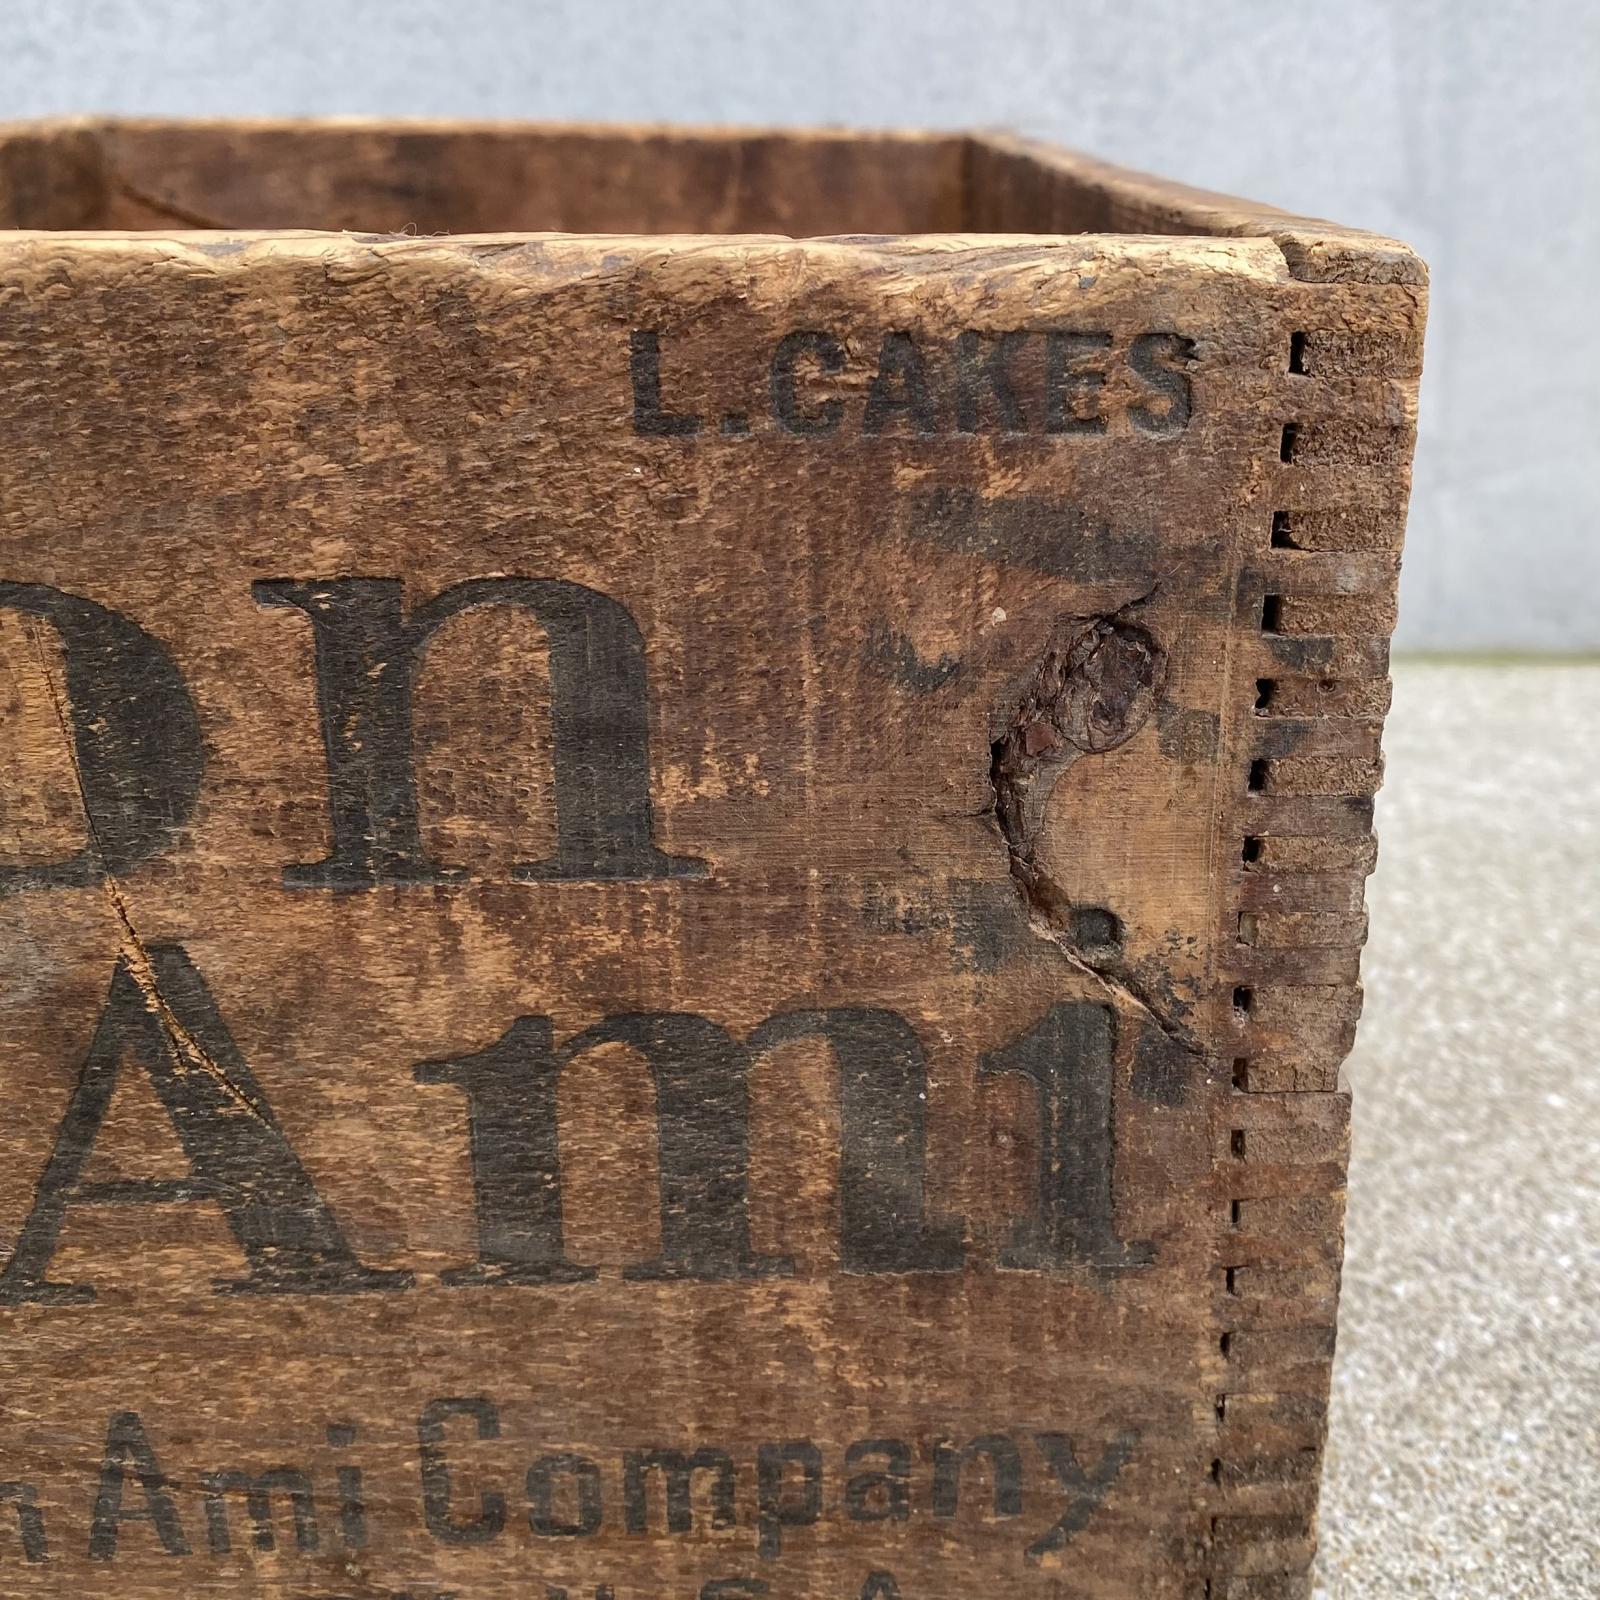 L.CAKES
on
Ami
n Ami Company
U.S.A